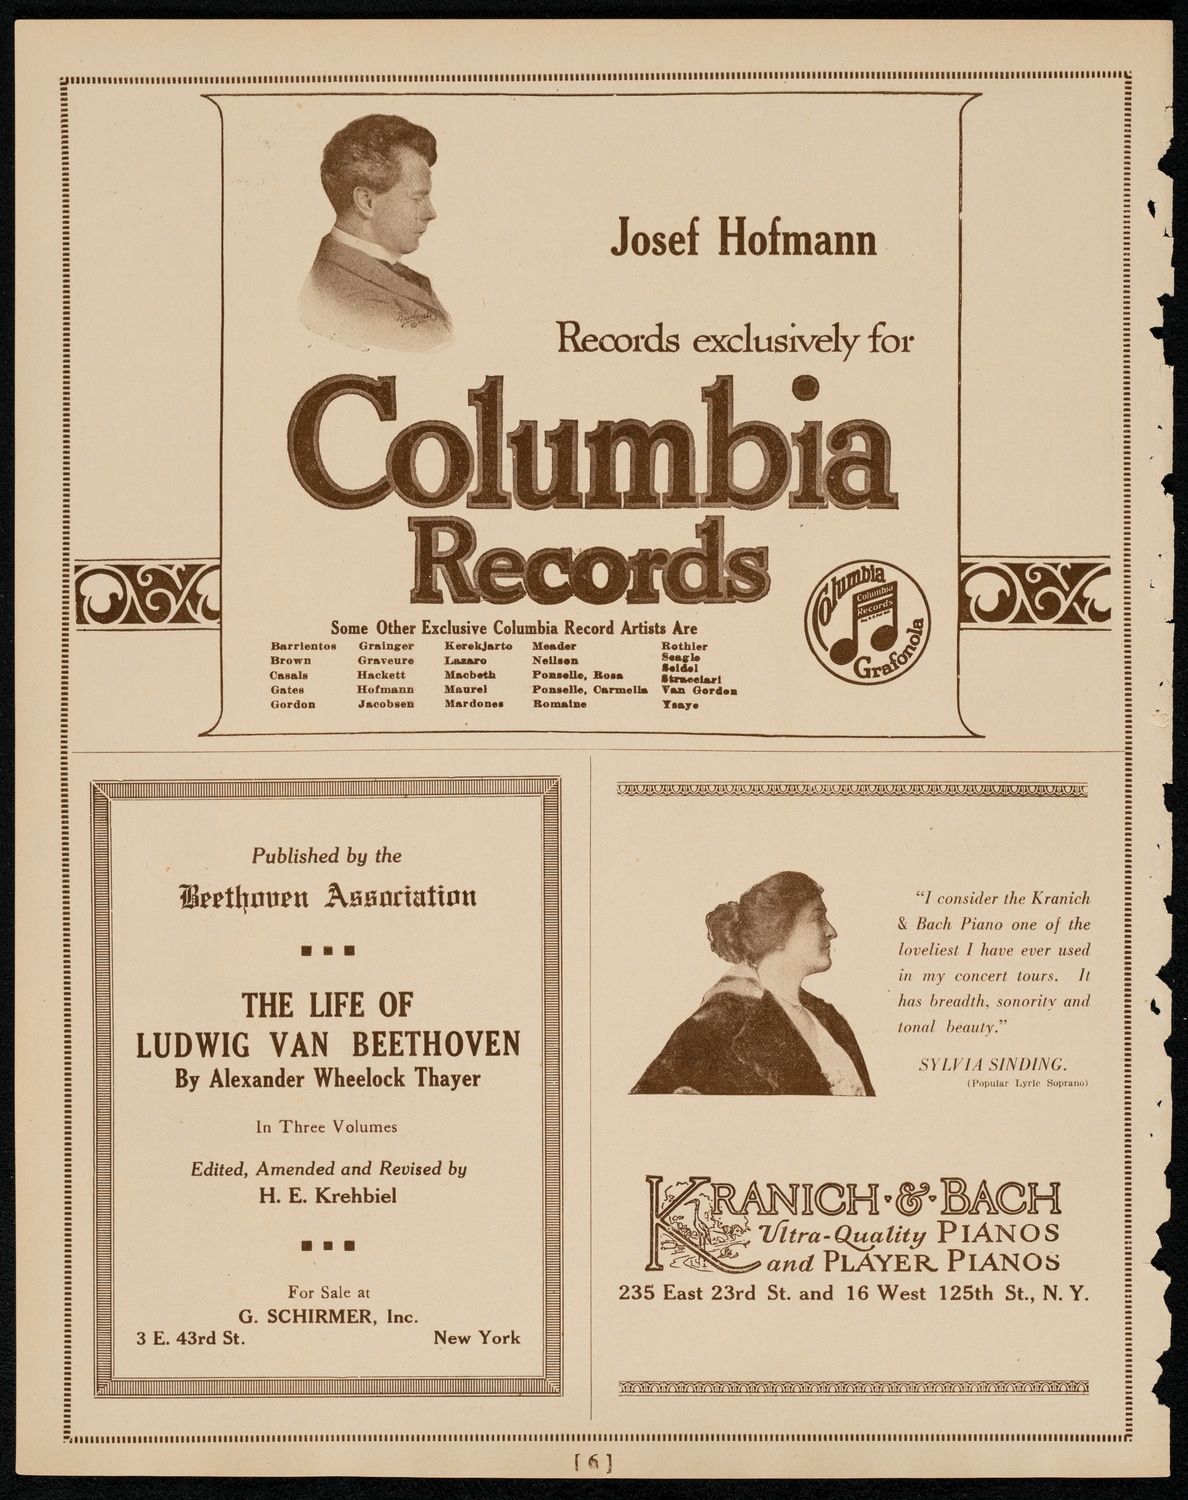 Josef Hofmann
Records exclusively for
Columbia
Records
Columbia
Columbia
Records
Grafonola
Some Other Exclusive Columbia Record Artists Are
Barrientos Grainger Kerekjarto Meader Rothier
Brown Graveure Lazaro Neilson Seagle
Seidel
Casals Hackett Macbeth Ponselle, Rosa Stracciari
Gates Hofmann Maurel Ponselle, Carmella Van Gordon
Gordon Jacobsen Mardones Romaine Ysaye
Published by the
Beethoven Association
THE LIFE OF
LUDWIG VAN BEETHOVEN
By Alexander Wheelock Thayer
In Three Volumes
Edited, Amended and Revised by
H. E. Krehbiel
For Sale at
G. SCHIRMER, Inc.
3 E. 43rd St. New York
“I consider the Kranich
& Bach Piano one of the
loveliest I have ever used
in my concert tours. It
has breadth, sonority and
tonal beauty.”
SYLVIA SINDING.
(Popular Lyric Soprano)
KRANICH·&·BACH
Ultra-Quality PIANOS
and PLAYER PIANOS
235 East 23rd St. and 16 West 125th St., N. Y.
[ 6 ]